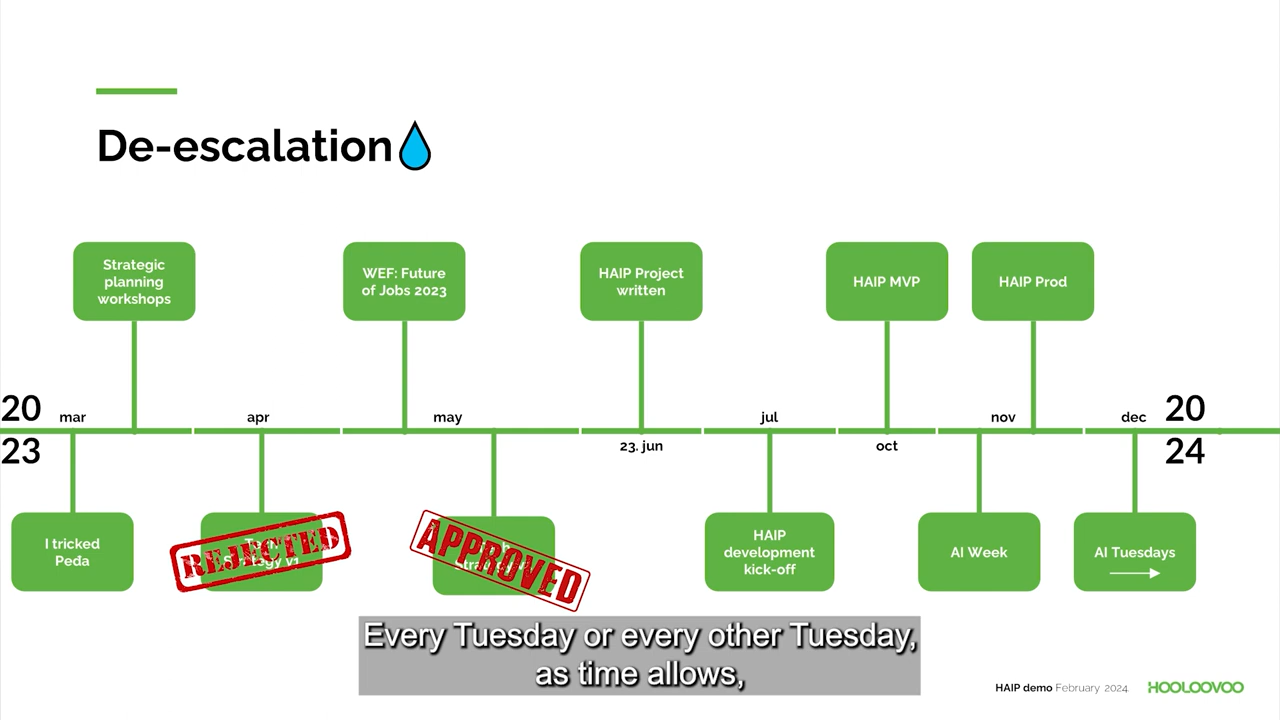 De-escalation
Strategic
planning
workshops
WEF: Future
of Jobs 2023
HAIP Project
written
HAIP MVP
HAIP Prod
20
23
mar
apr
may
23. jun
jul
oct
nov
dec
20
24
I tricked
Peda
REJECTED
APPROVED
HAIP
development
kick-off
AI Week
AI Tuesdays
Every Tuesday or every other Tuesday,
as time allows,
HAIP demo February 2024.
HOOLOOVOO